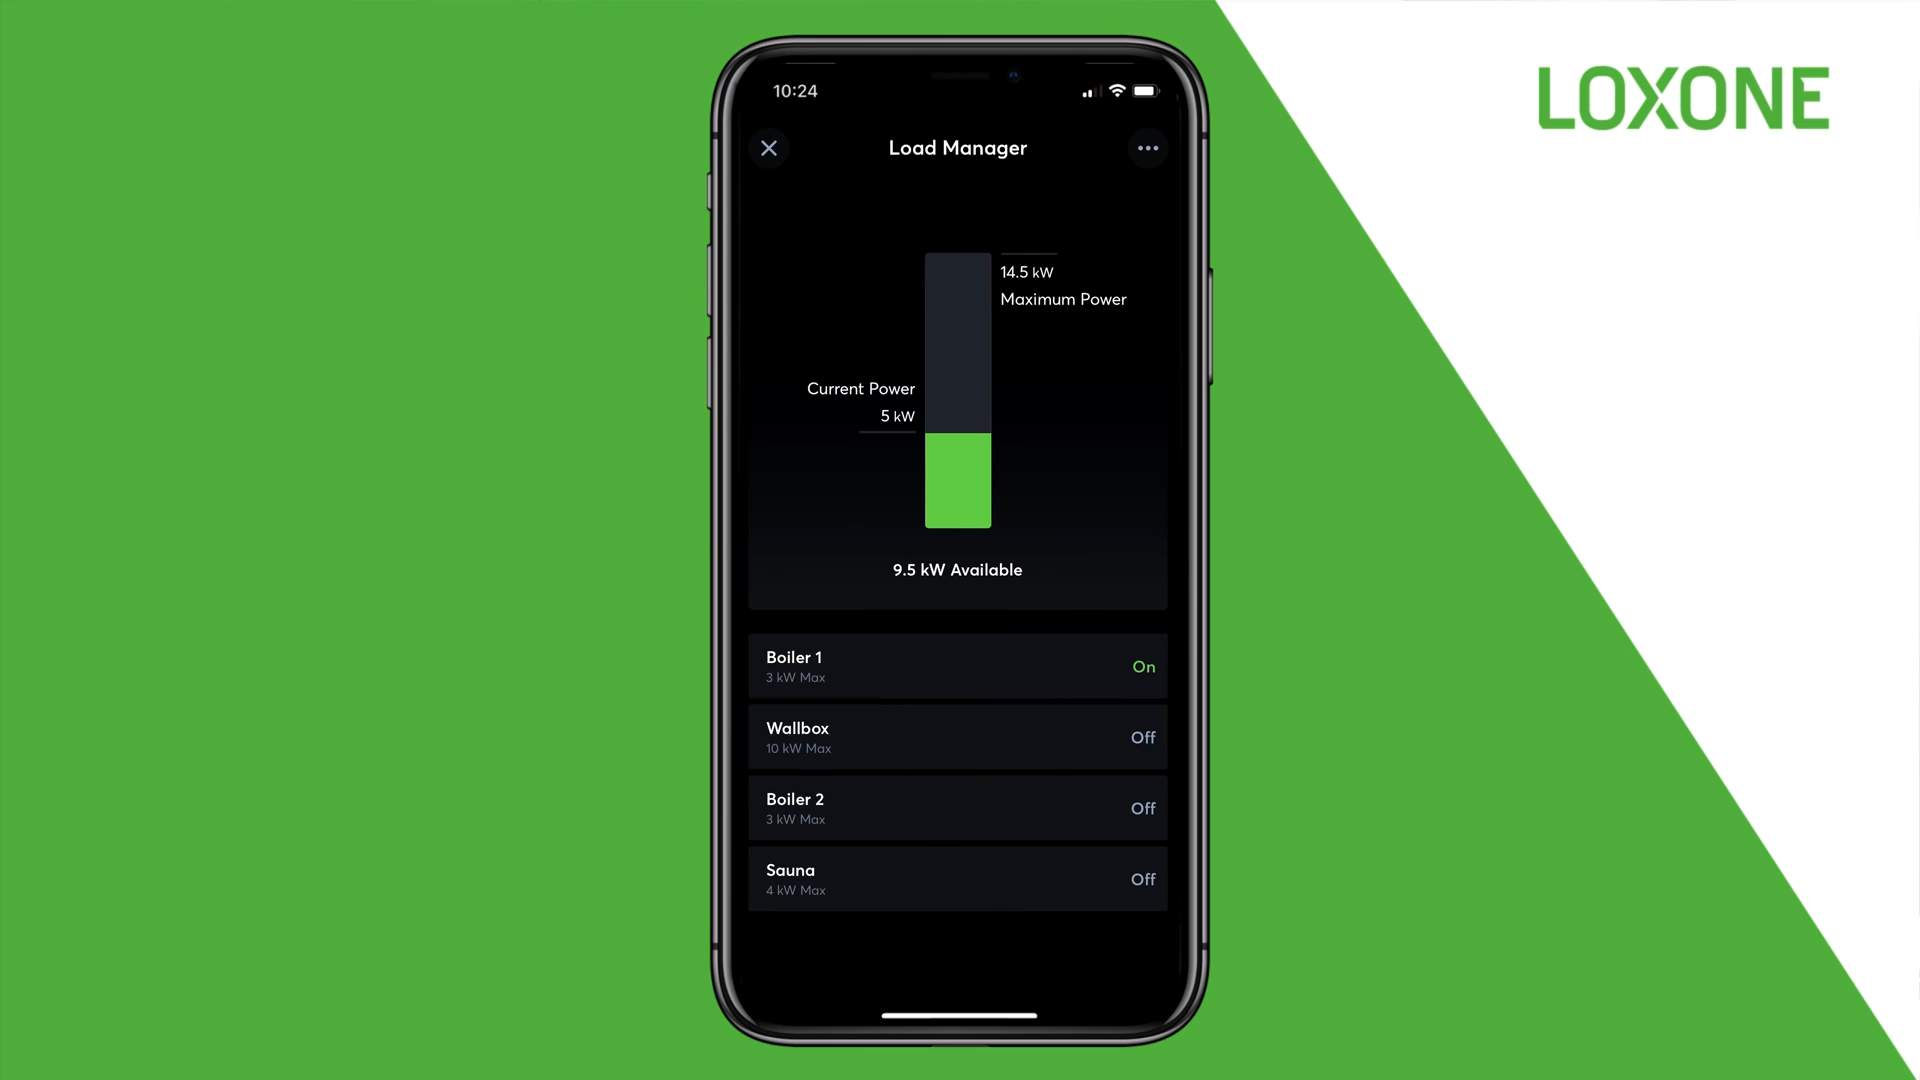 LOXONE
10:24
Load Manager
14.5 kW
Maximum Power
Current Power
5 kW
9.5 kW Available
Boiler 1
3 kW Max
On
Wallbox
10 kW Max
Off
Boiler 2
3 kW Max
Off
Sauna
4 kW Max
Off